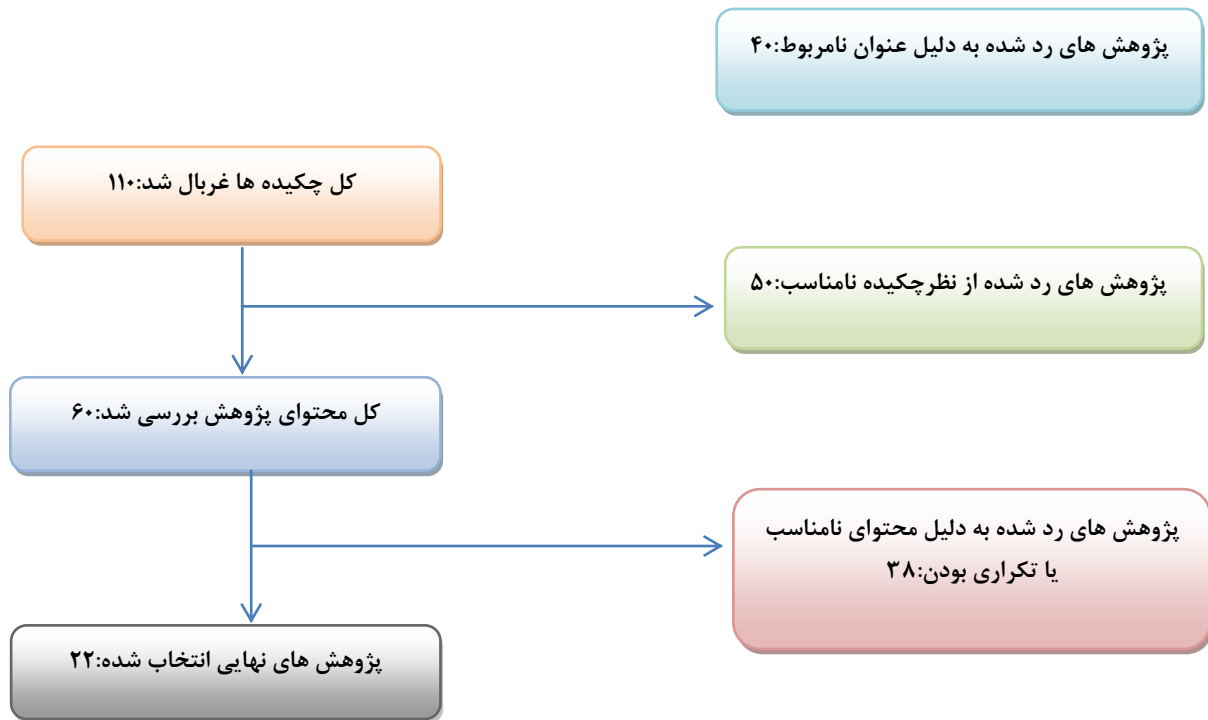 پژوهش های رد شده به دلیل عنوان نامربوط:۴۰
کل چکیده ها غربال شد:۱۱۰
پژوهش های رد شده از نظرچکیده نامناسب:۵۰
کل محتوای پژوهش بررسی شد:۶۰
پژوهش های رد شده به دلیل محتوای نامناسب
یا تکراری بودن:۳۸
پژوهش های نهایی انتخاب شده:۲۲